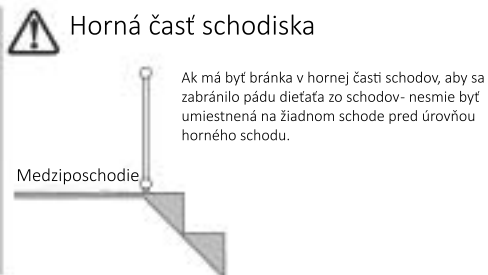 Horná časť schodiska
Ak má byť bránka v hornej časti schodov, aby sa
zabránilo pádu dieťaťa zo schodov- nesmie byť
umiestnená na žiadnom schode pred úrovňou
horného schodu.
Medziposchodie